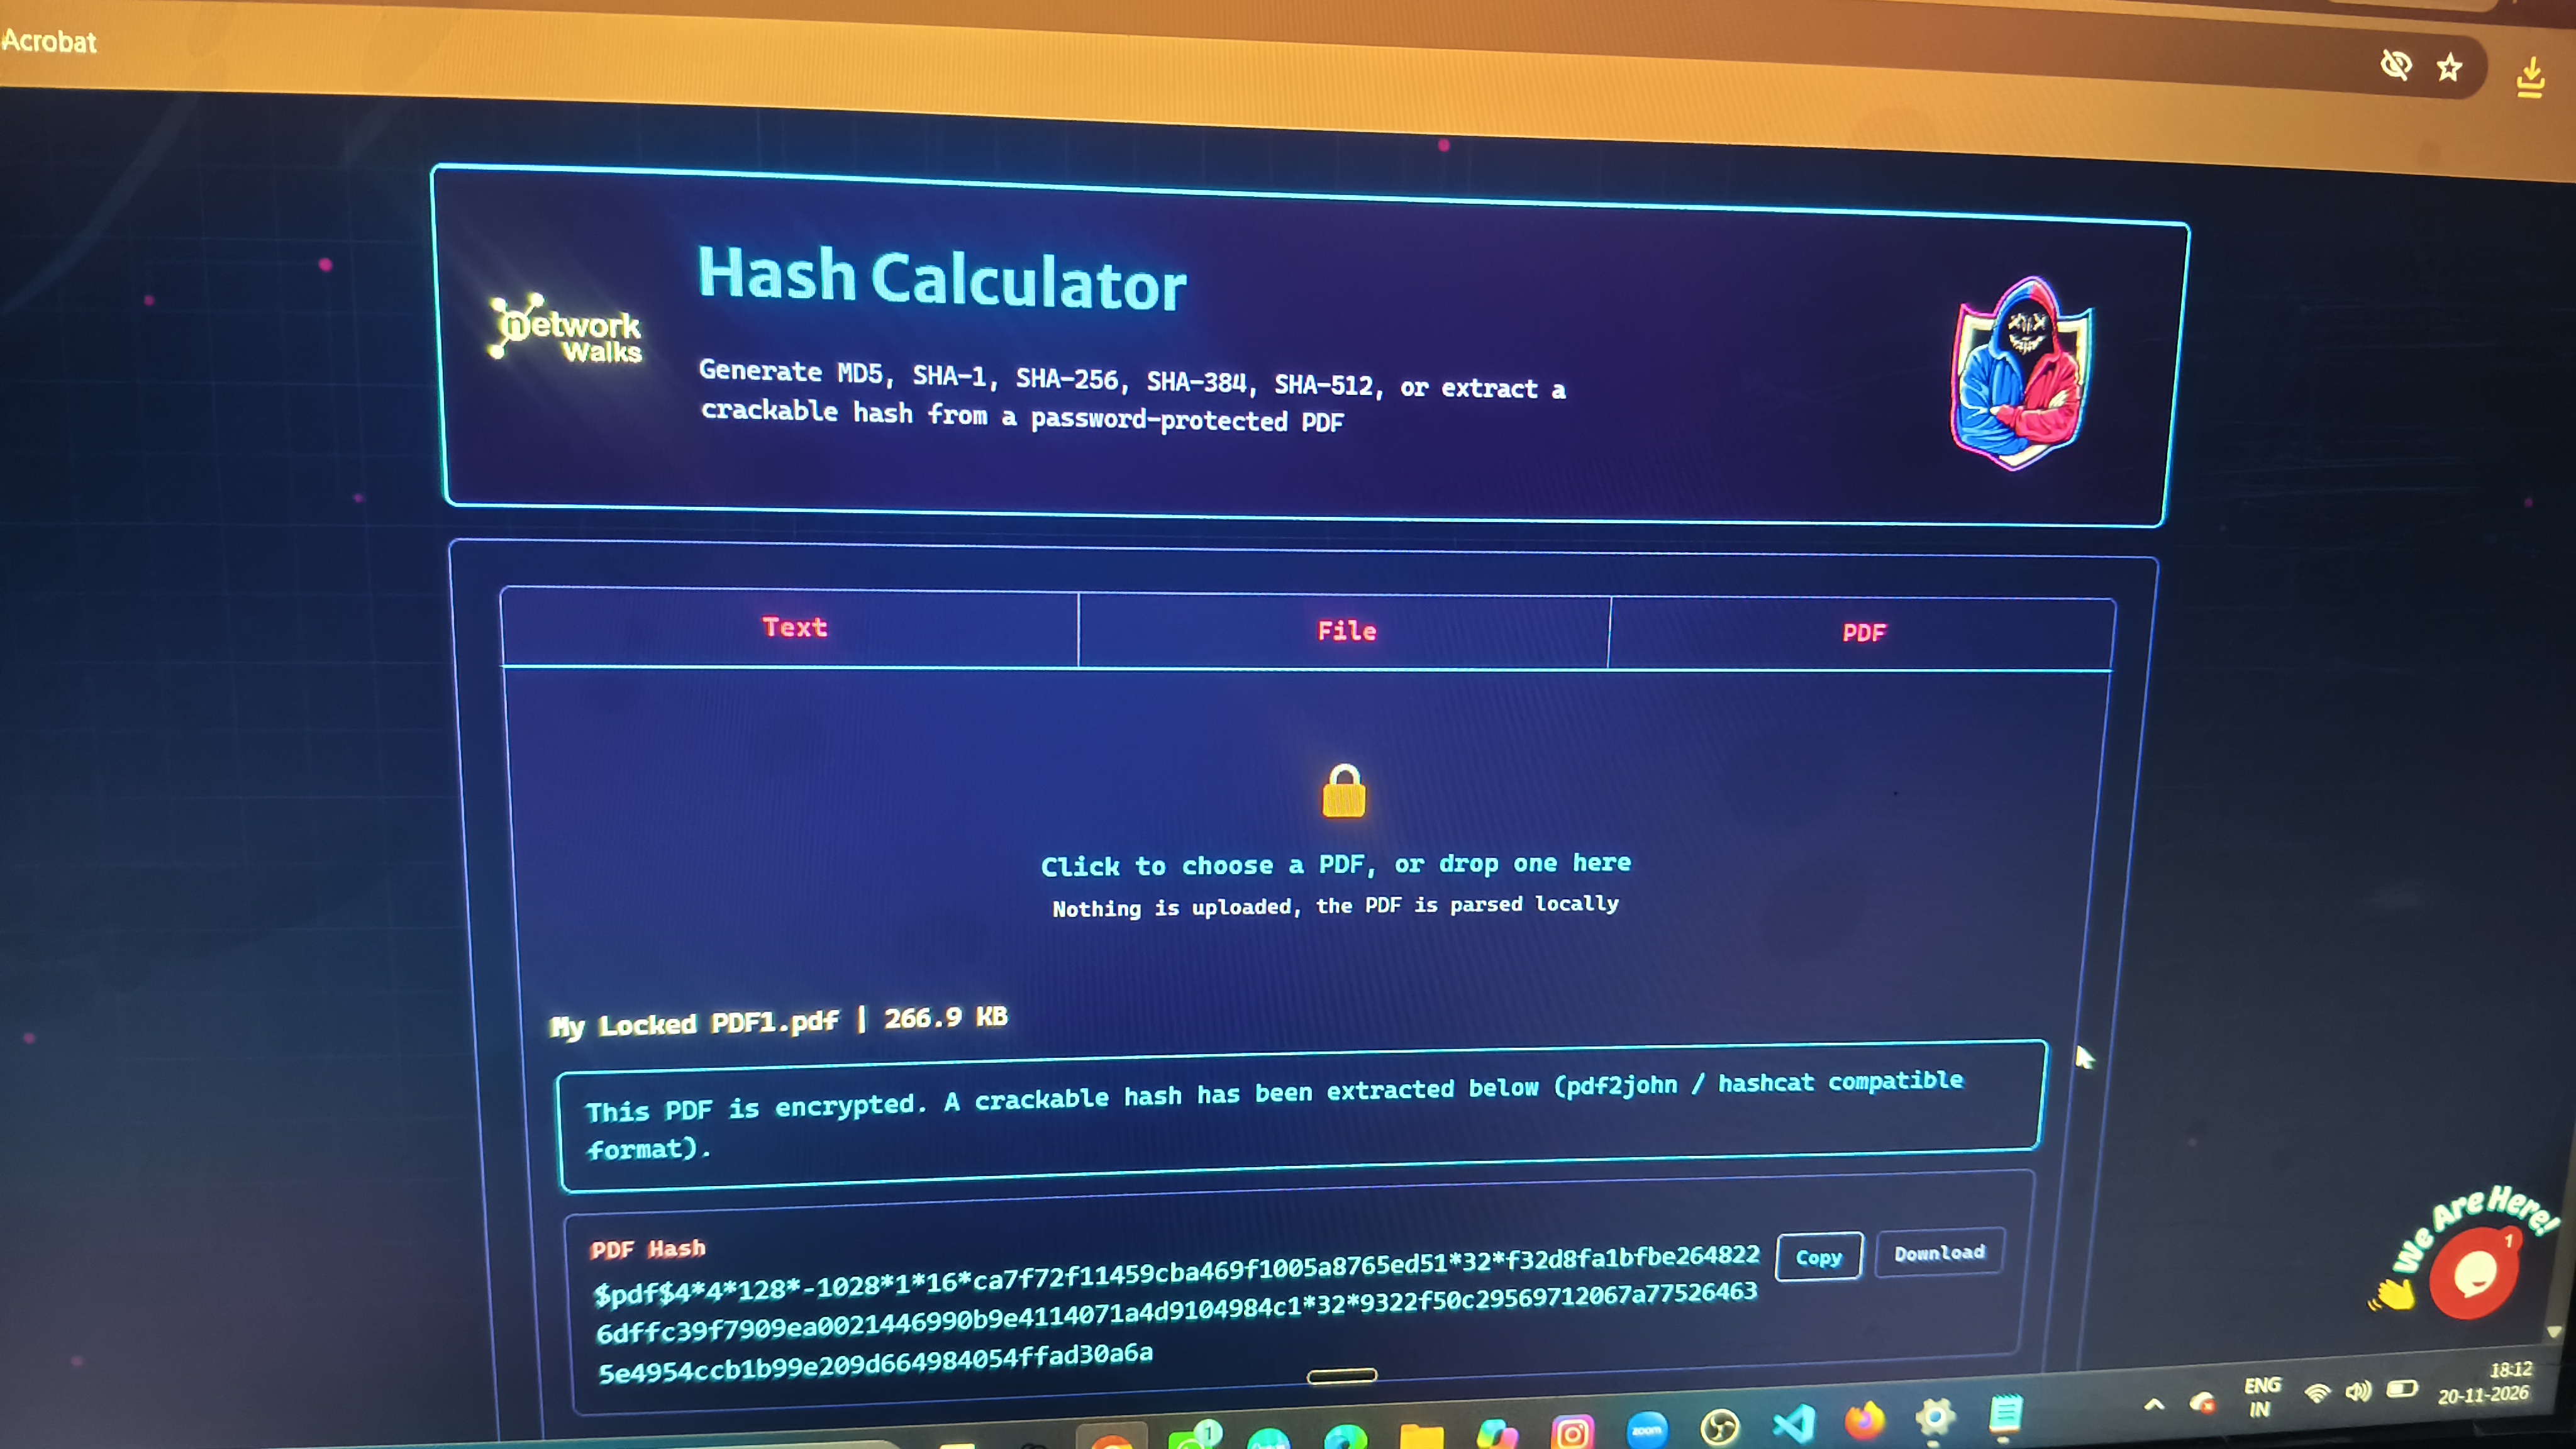 Acrobat
network
Walks
Hash Calculator
Generate MD5, SHA-1, SHA-256, SHA-384, SHA-512, or extract a
crackable hash from a password-protected PDF
Text
File
PDF
Click to choose a PDF, or drop one here
Nothing is uploaded, the PDF is parsed locally
My Locked PDF1.pdf | 266.9 KB
This PDF is encrypted. A crackable hash has been extracted below (pdf2john / hashcat compatible
format).
PDF Hash
$pdf$4*4*128*-1028*1*16*ca7f72f11459cba469f1005a8765ed51*32*f32d8fa1bfbe264822
6dffc39f7909ea0021446990b9e4114071a4d9104984c1*32*9322f50c29569712067a77526463
5e4954ccb1b99e209d664984054ffad30a6a
Copy
Download
We Are Here!
1
1
zoom
ENG
IN
18:12
20-11-2026